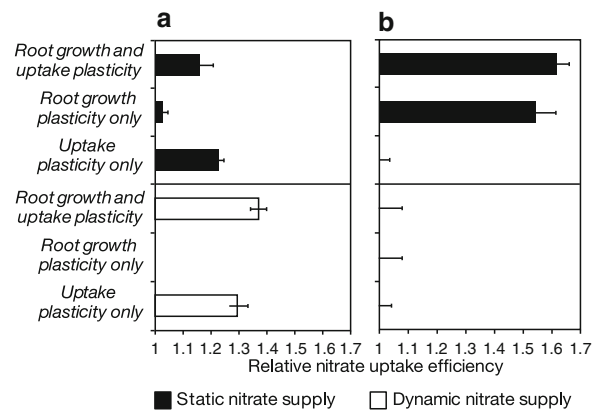 a b
Root growth and
uptake plasticity
Root growth
plasticity only
Uptake
plasticity only
Root growth and
uptake plasticity
Root growth
plasticity only
Uptake
plasticity only
1 1.1 1.2 1.3 1.4 1.5 1.6 1.7 1 1.1 1.2 1.3 1.4 1.5 1.6 1.7
Relative nitrate uptake efficiency
Static nitrate supply Dynamic nitrate supply